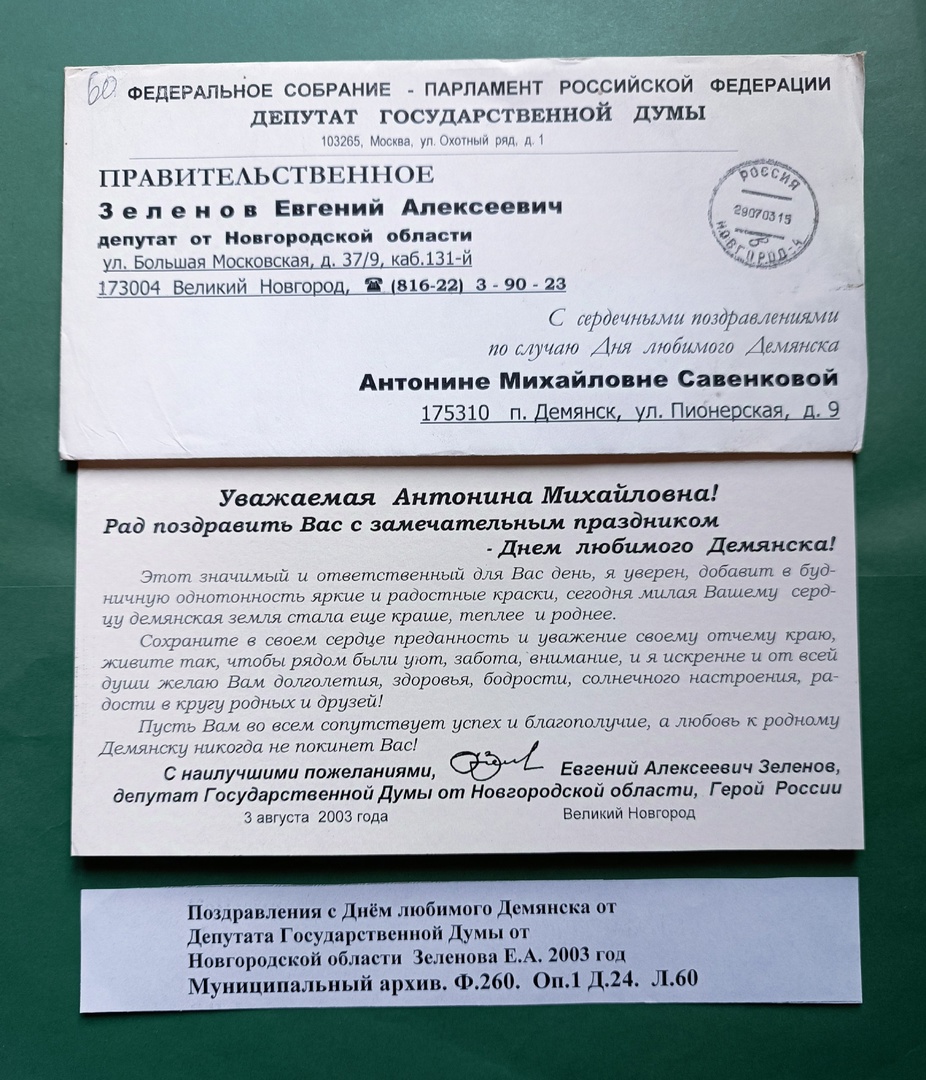 60
ФЕДЕРАЛЬНОЕ СОБРАНИЕ - ПАРЛАМЕНТ РОССИЙСКОЙ ФЕДЕРАЦИИ
ДЕПУТАТ ГОСУДАРСТВЕННОЙ ДУМЫ
103265, Москва, ул. Охотный ряд, д. 1
ПРАВИТЕЛЬСТВЕННОЕ
Зеленов Евгений Алексеевич
депутат от Новгородской области
ул. Большая Московская, д. 37/9, каб.131-й
173004 Великий Новгород, ☎ (816-22) 3 - 90 - 23
РОССИЯ
29070315
НОВГОРОД-4
С сердечными поздравлениями
по случаю Дня любимого Демянска
Антонине Михайловне Савенковой
175310 п. Демянск, ул. Пионерская, д. 9
Уважаемая Антонина Михайловна!
Рад поздравить Вас с замечательным праздником
- Днем любимого Демянска!
Этот значимый и ответственный для Вас день, я уверен, добавит в буд-
ничную однотонность яркие и радостные краски, сегодня милая Вашему серд-
цу демянская земля стала еще краше, теплее и роднее.
Сохраните в своем сердце преданность и уважение своему отчему краю,
живите так, чтобы рядом были уют, забота, внимание, и я искренне и от всей
души желаю Вам долголетия, здоровья, бодрости, солнечного настроения, ра-
дости в кругу родных и друзей!
Пусть Вам во всем сопутствует успех и благополучие, а любовь к родному
Демянску никогда не покинет Вас!
С наилучшими пожеланиями, Евгений Алексеевич Зеленов,
депутат Государственной Думы от Новгородской области, Герой России
3 августа 2003 года Великий Новгород
Поздравления с Днём любимого Демянска от
Депутата Государственной Думы от
Новгородской области Зеленова Е.А. 2003 год
Муниципальный архив. Ф.260. Оп.1 Д.24. Л.60